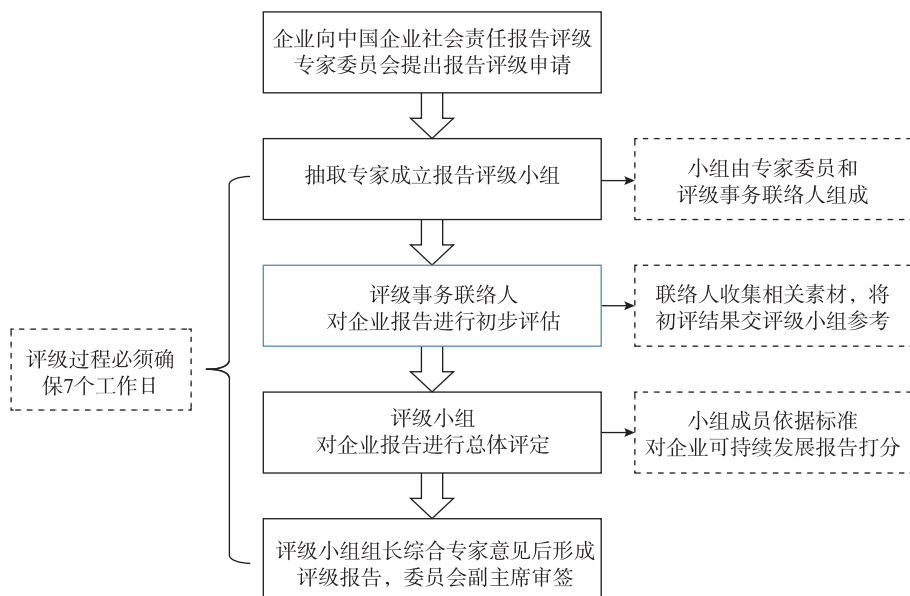 企业向中国企业社会责任报告评级
专家委员会提出报告评级申请
抽取专家成立报告评级小组
小组由专家委员和
评级事务联络人组成
评级事务联络人
对企业报告进行初步评估
联络人收集相关素材，将
初评结果交评级小组参考
评级过程必须确
保7个工作日
评级小组
对企业报告进行总体评定
小组成员依据标准
对企业可持续发展报告打分
评级小组组长综合专家意见后形成
评级报告，委员会副主席审签